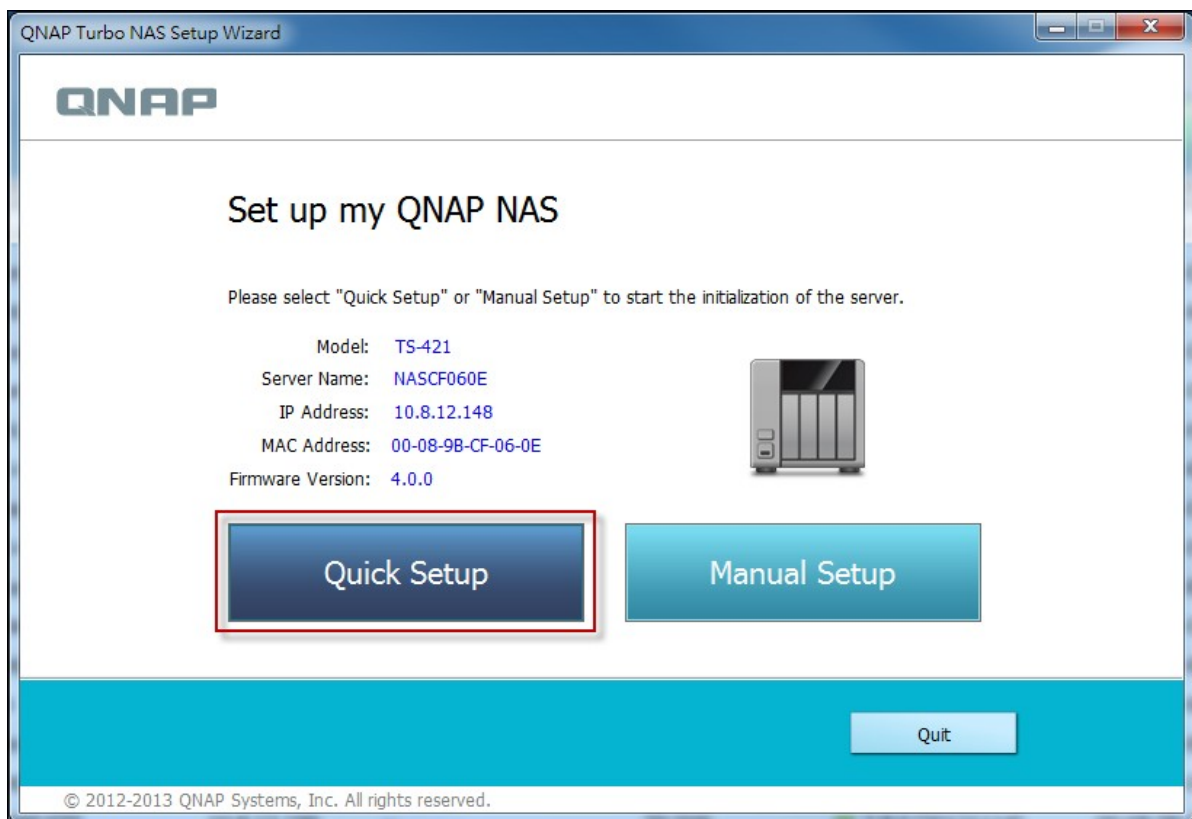 QNAP Turbo NAS Setup Wizard
QNAP
Set up my QNAP NAS
Please select "Quick Setup" or "Manual Setup" to start the initialization of the server.
Model: TS-421
Server Name: NASCF060E
IP Address: 10.8.12.148
MAC Address: 00-08-9B-CF-06-0E
Firmware Version: 4.0.0
Quick Setup
Manual Setup
Quit
© 2012-2013 QNAP Systems, Inc. All rights reserved.